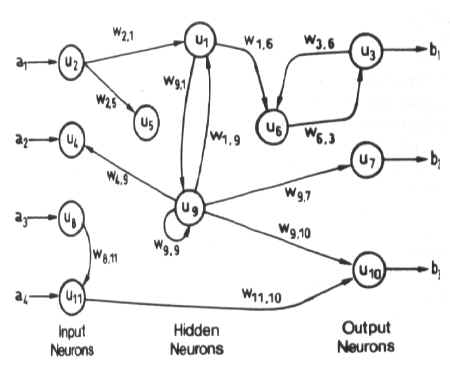 w2,1
u1
w1,6
w3,6
u3
b1
a1
u2
w9,1
w2,5
u5
u6
w6,3
a2
u4
w1,9
u7
w4,9
w9,7
u9
a3
u8
w9,10
w8,11
w9,9
u10
a4
u11
w11,10
Input
Neurons
Hidden
Neurons
Output
Neurons